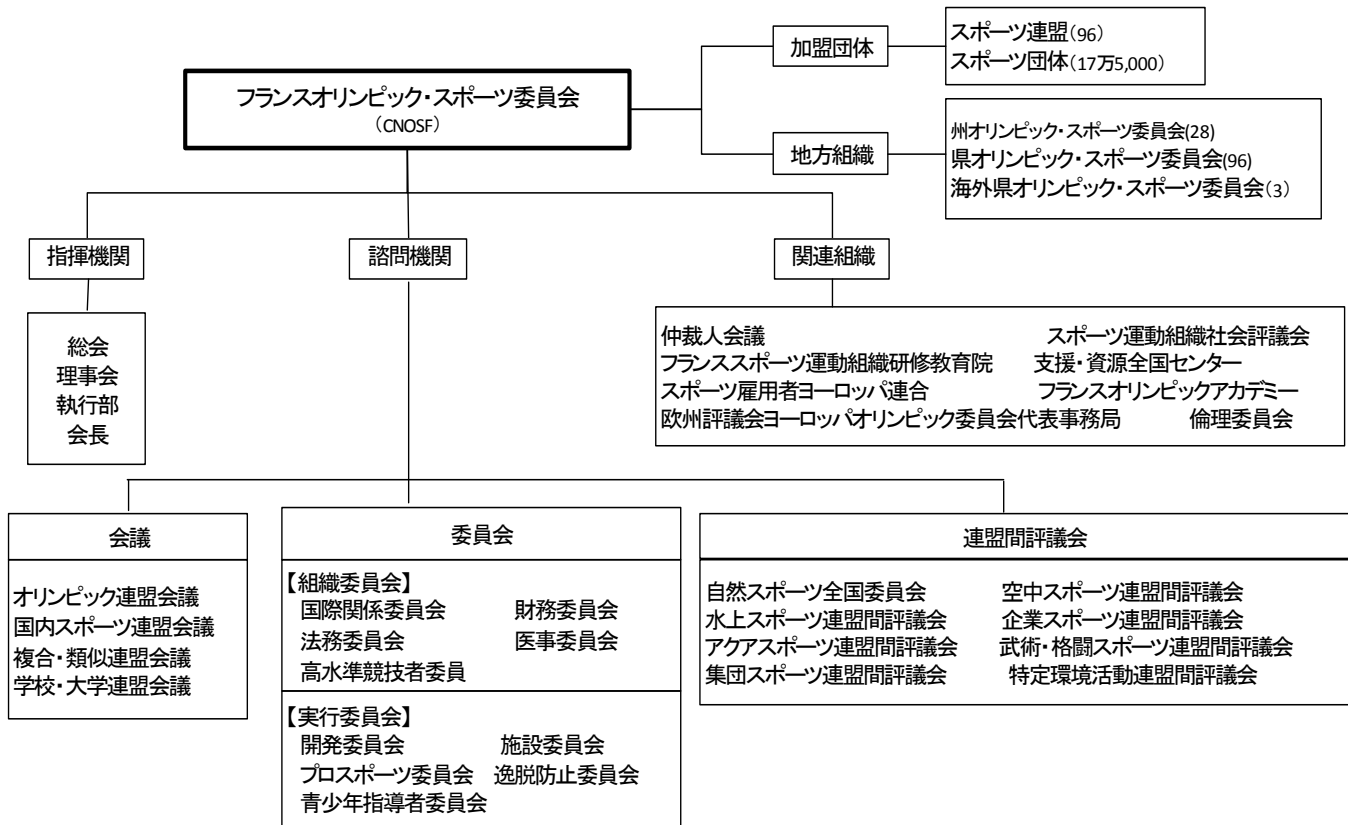 加盟団体
スポーツ連盟(96)
スポーツ団体(17万5,000)
フランスオリンピック・スポーツ委員会
(CNOSF)
地方組織
州オリンピック・スポーツ委員会(28)
県オリンピック・スポーツ委員会(96)
海外県オリンピック・スポーツ委員会(3)
指揮機関
諮問機関
関連組織
総会
理事会
執行部
会長
仲裁人会議 スポーツ運動組織社会評議会
フランススポーツ運動組織研修教育院 支援・資源全国センター
スポーツ雇用者ヨーロッパ連合 フランスオリンピックアカデミー
欧州評議会ヨーロッパオリンピック委員会代表事務局 倫理委員会
会議
オリンピック連盟会議
国内スポーツ連盟会議
複合・類似連盟会議
学校・大学連盟会議
委員会
【組織委員会】
国際関係委員会 財務委員会
法務委員会 医事委員会
高水準競技者委員
【実行委員会】
開発委員会 施設委員会
プロスポーツ委員会 逸脱防止委員会
青少年指導者委員会
連盟間評議会
自然スポーツ全国委員会 空中スポーツ連盟間評議会
水上スポーツ連盟間評議会 企業スポーツ連盟間評議会
アクアスポーツ連盟間評議会 武術・格闘スポーツ連盟間評議会
集団スポーツ連盟間評議会 特定環境活動連盟間評議会